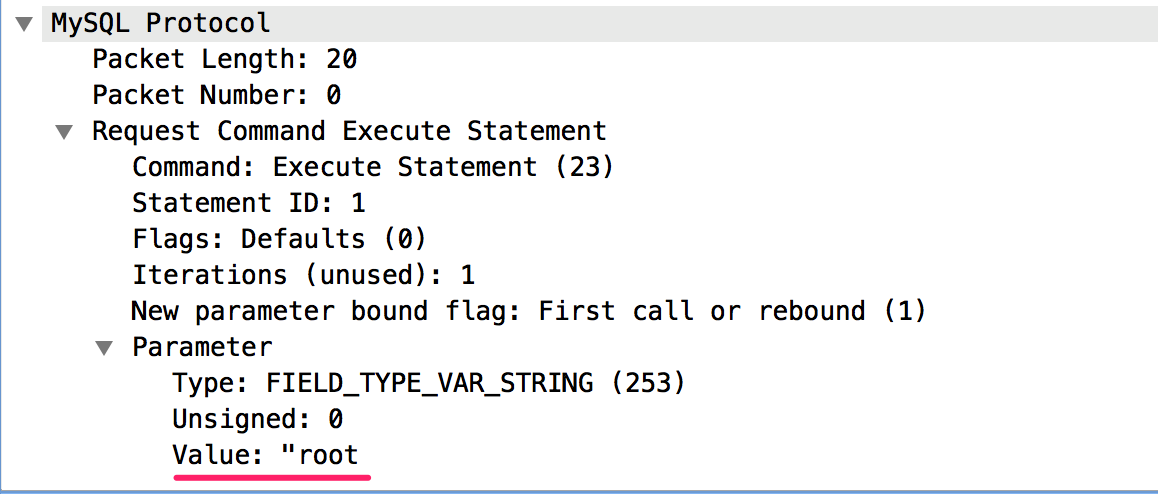 MySQL Protocol
Packet Length: 20
Packet Number: 0
Request Command Execute Statement
Command: Execute Statement (23)
Statement ID: 1
Flags: Defaults (0)
Iterations (unused): 1
New parameter bound flag: First call or rebound (1)
Parameter
Type: FIELD_TYPE_VAR_STRING (253)
Unsigned: 0
Value: "root